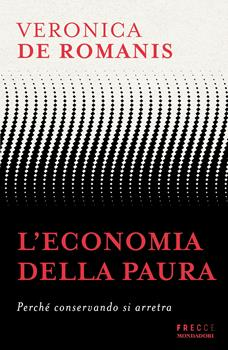 VERONICA
DE ROMANIS
L'ECONOMIA
DELLA PAURA
Perché conservando si arretra
FRECCE
MONDADORI